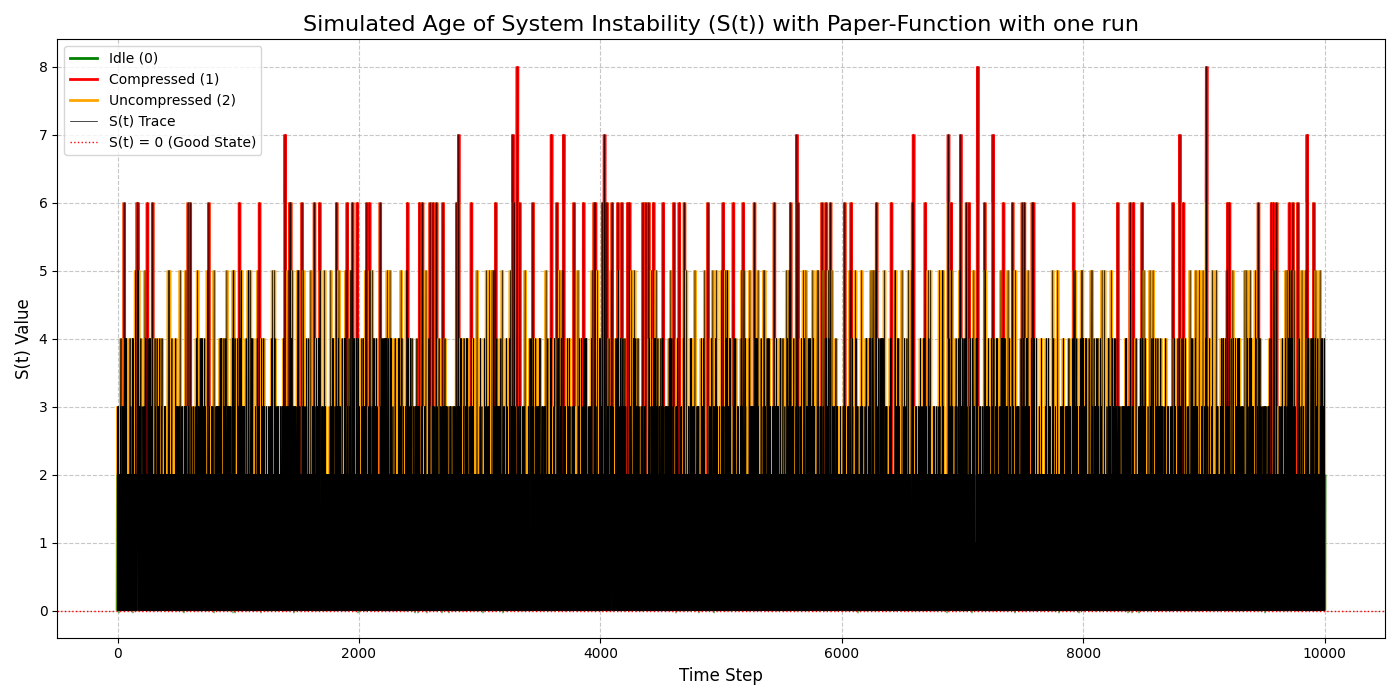 Simulated Age of System Instability (S(t)) with Paper-Function with one run
Idle (0)
Compressed (1)
Uncompressed (2)
S(t) Trace
S(t) = 0 (Good State)
S(t) Value
8
7
6
5
4
3
2
1
0
0 2000 4000 6000 8000 10000
Time Step